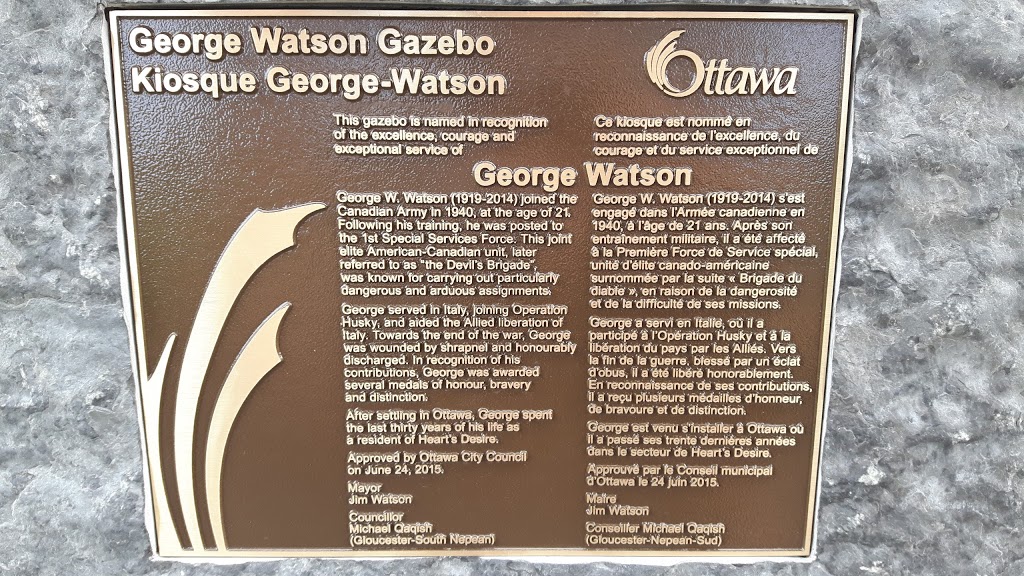 George Watson Gazebo
Kiosque George-Watson
Ottawa
This gazebo is named in recognition
of the excellence, courage and
exceptional service of
Ce kiosque est nommé en
reconnaissance de l'excellence, du
courage et du service exceptionnel de
George Watson
George W. Watson (1919-2014) joined the
Canadian Army in 1940, at the age of 21.
Following his training, he was posted to
the 1st Special Services Force. This joint
elite American-Canadian unit, later
referred to as "the Devil's Brigade",
was known for carrying out particularly
dangerous and arduous assignments.
George served in Italy, joining Operation
Husky, and aided the Allied liberation of
Italy. Towards the end of the war, George
was wounded by shrapnel and honourably
discharged. In recognition of his
contributions, George was awarded
several medals of honour, bravery
and distinction.
After settling in Ottawa, George spent
the last thirty years of his life as
a resident of Heart's Desire.
Approved by Ottawa City Council
on June 24, 2015.
Mayor
Jim Watson
Councillor
Michael Qaqish
(Gloucester-South Nepean)
George W. Watson (1919-2014) s'est
engagé dans l'Armée canadienne en
1940, à l'âge de 21 ans. Après son
entraînement militaire, il a été affecté
à la Première Force de Service spécial,
unité d'élite canado-américaine
surnommée par la suite « Brigade du
diable », en raison de la dangerosité
et de la difficulté de ses missions.
George a servi en Italie, où il a
participé à l'Opération Husky et à la
libération du pays par les Alliés. Vers
la fin de la guerre, blessé par un éclat
d'obus, il a été libéré honorablement.
En reconnaissance de ses contributions,
il a reçu plusieurs médailles d'honneur,
de bravoure et de distinction.
George est venu s'installer à Ottawa où
il a passé ses trente dernières années
dans le secteur de Heart's Desire.
Approuvé par le Conseil municipal
d'Ottawa le 24 juin 2015.
Maire
Jim Watson
Conseiller Michael Qaqish
(Gloucester-Nepean-Sud)